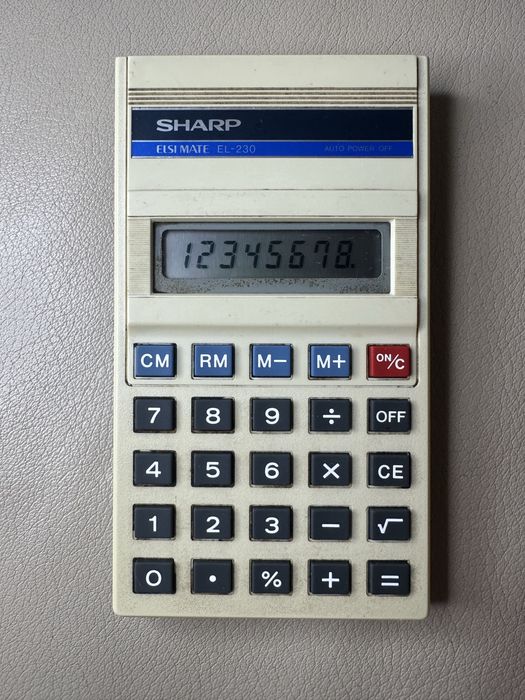 SHARP
ELSI MATE EL-230 AUTO POWER OFF
12345678.
CM RM M− M+ ON/C
7 8 9 ÷ OFF
4 5 6 × CE
1 2 3 − √
0 . % + =